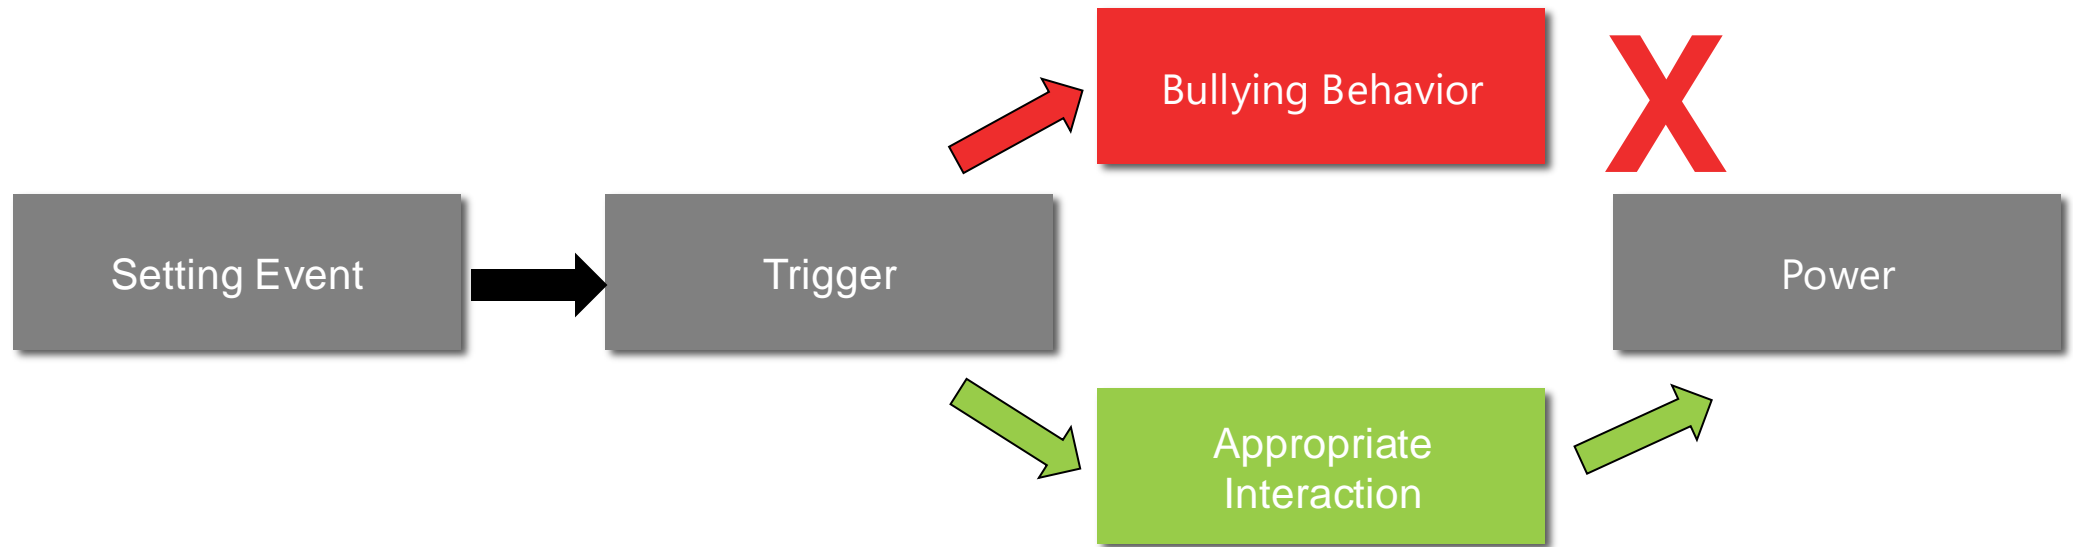 Bullying Behavior
X
Setting Event
Trigger
Power
Appropriate
Interaction